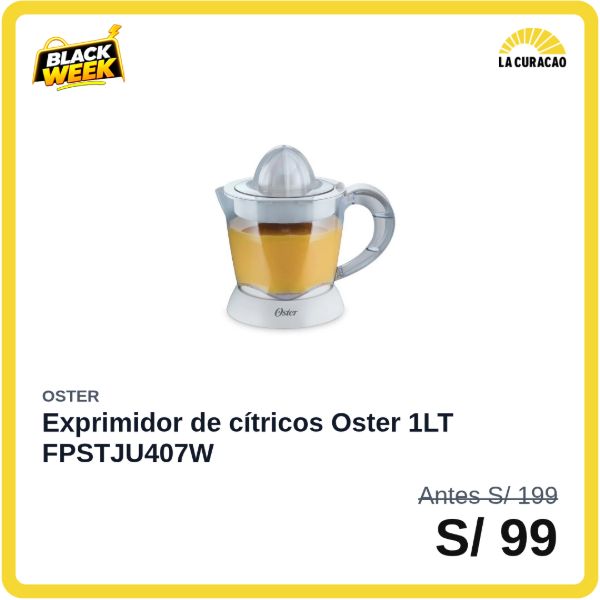 BLACK
WEEK
LA CURACAO
Oster
OSTER
Exprimidor de cítricos Oster 1LT
FPSTJU407W
Antes S/ 199
S/ 99